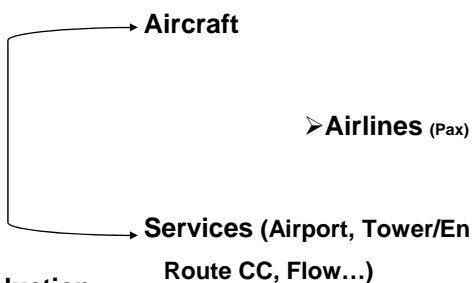 Aircraft
➢Airlines (Pax)
Services (Airport, Tower/En
Route CC, Flow…)